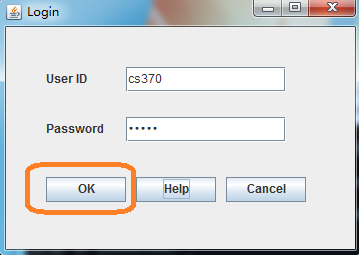 Login
User ID cs370
Password •••••
OK Help Cancel